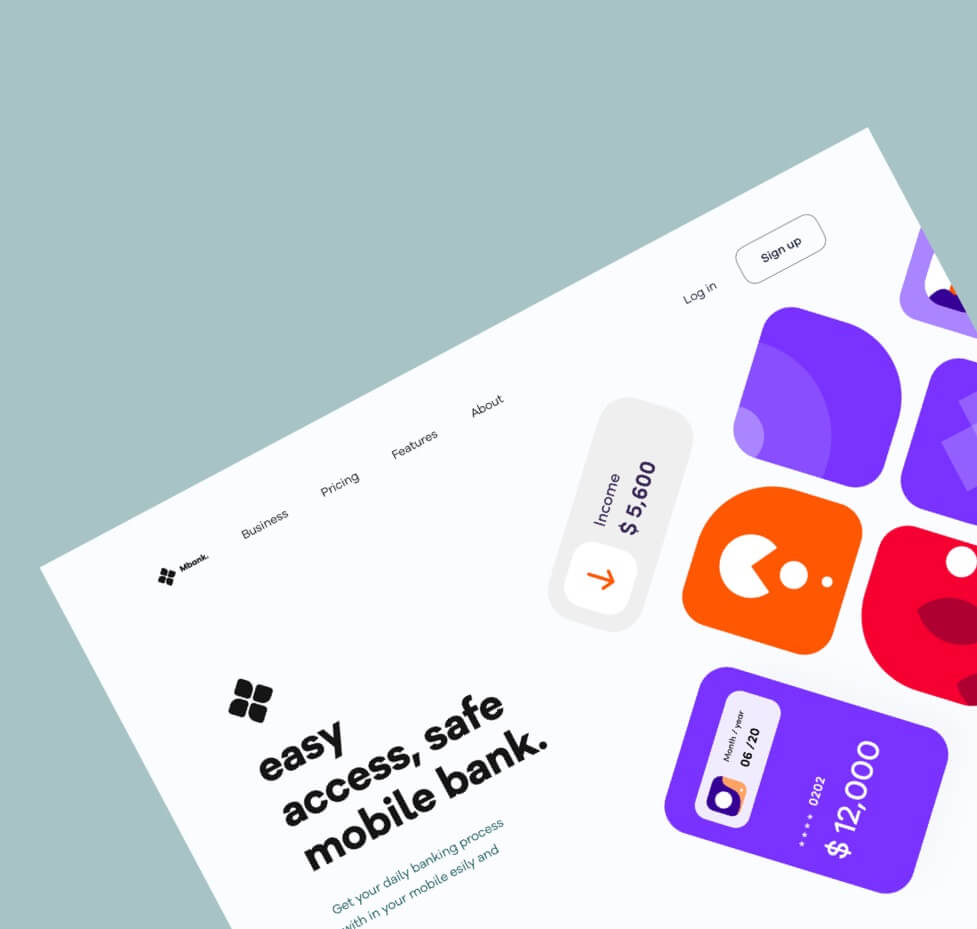 Mbank.
Business
Pricing
Features
About
Log in
Sign up
easy
access, safe
mobile bank.
Get your daily banking process
with in your mobile esily and
Income
$ 5,600
Month / year
06 /20
**** 0202
$ 12,000